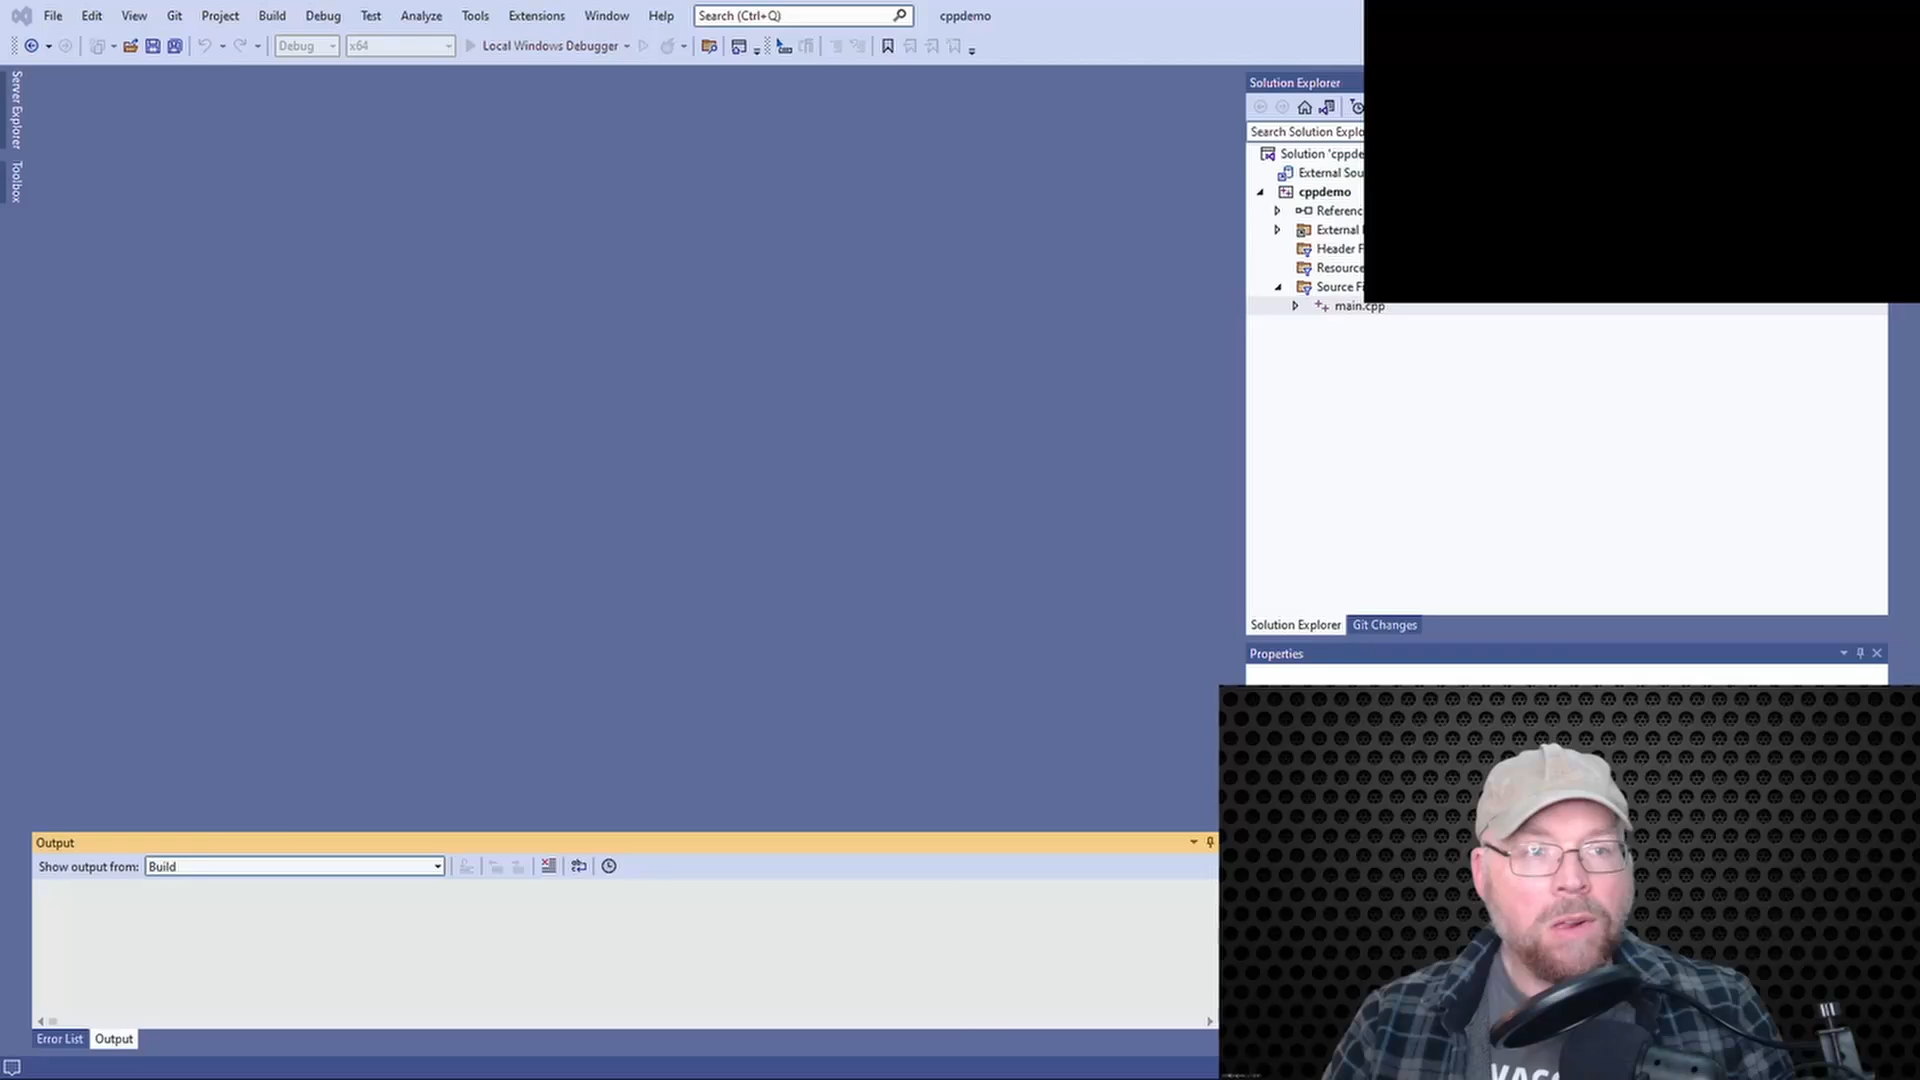 File Edit View Git Project Build Debug Test Analyze Tools Extensions Window Help Search (Ctrl+Q) cppdemo
Debug x64 Local Windows Debugger
Server Explorer
Toolbox
Solution Explorer
Search Solution Explo
Solution 'cppde
External Sou
cppdemo
Referenc
External
Header F
Resource
Source Fi
main.cpp
Solution Explorer Git Changes
Properties
Output
Show output from: Build
Error List Output